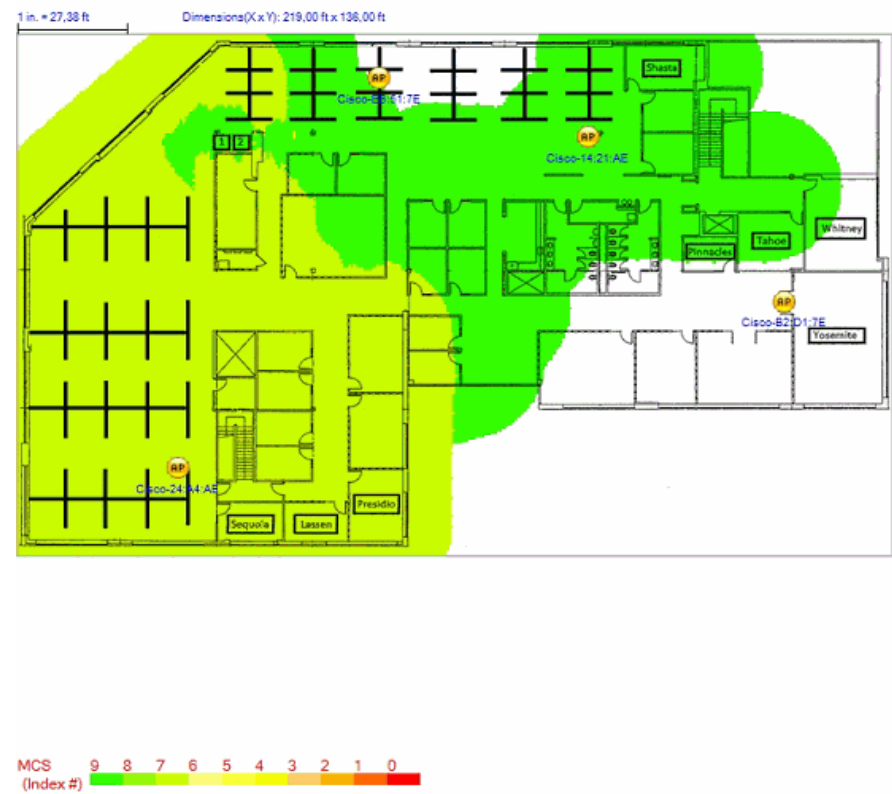 1 in. = 27,38 ft Dimensions(X x Y): 219,00 ft x 136,00 ft
Shasta
AP
1 2
AP
Cisco-14:21:AE
Whitney
Tahoe
Pinnacles
AP
Cisco-B2:D1:7E
Yosemite
AP
Cisco-24:A4:AE
Presidio
Sequoia Lassen
MCS 9 8 7 6 5 4 3 2 1 0
(Index #)